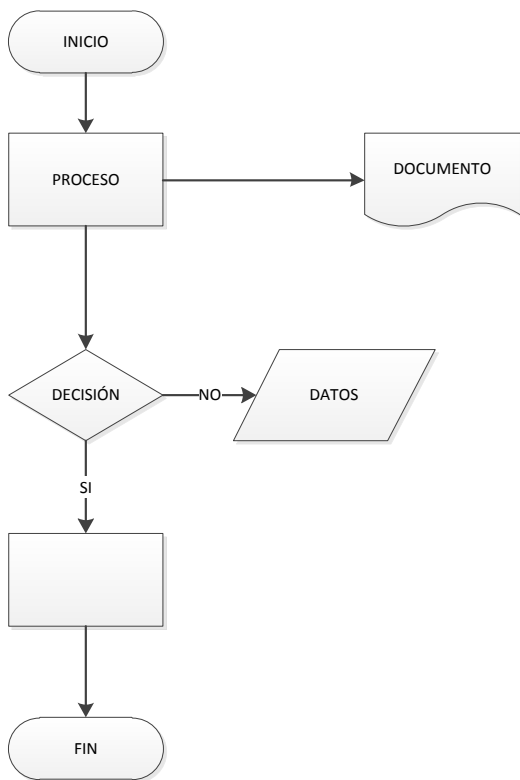 INICIO
PROCESO
DOCUMENTO
DECISIÓN
NO
DATOS
SI
FIN